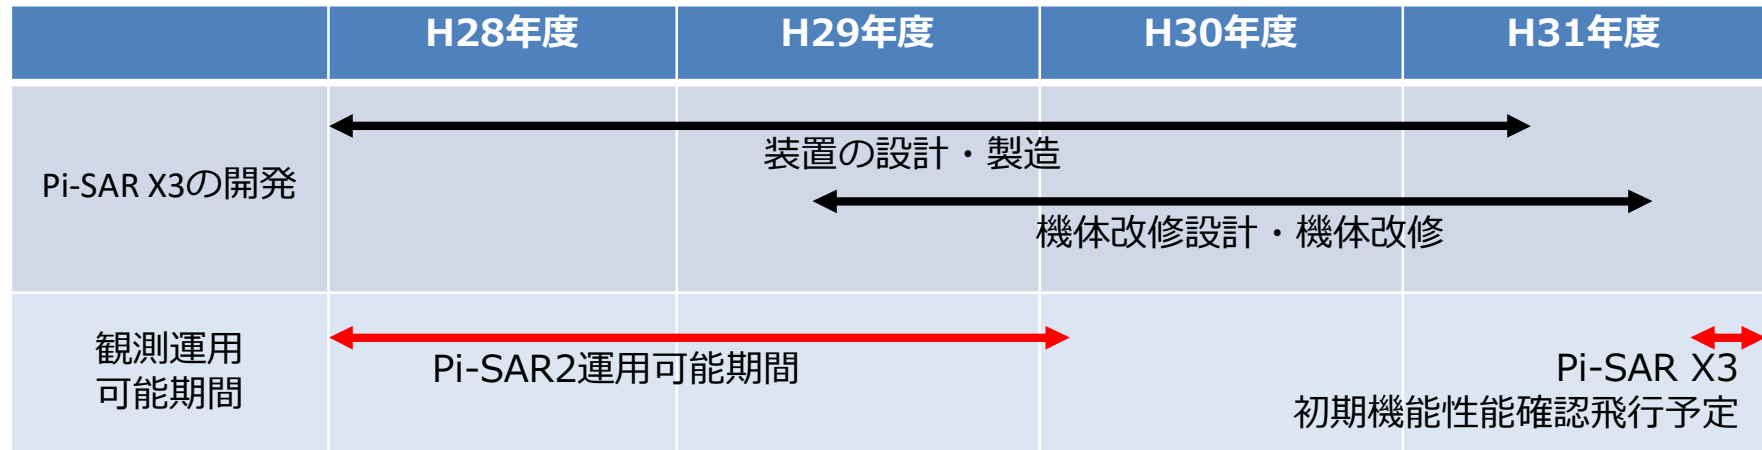 H28年度
H29年度
H30年度
H31年度
Pi-SAR X3の開発
装置の設計・製造
機体改修設計・機体改修
観測運用
可能期間
Pi-SAR2運用可能期間
Pi-SAR X3
初期機能性能確認飛行予定